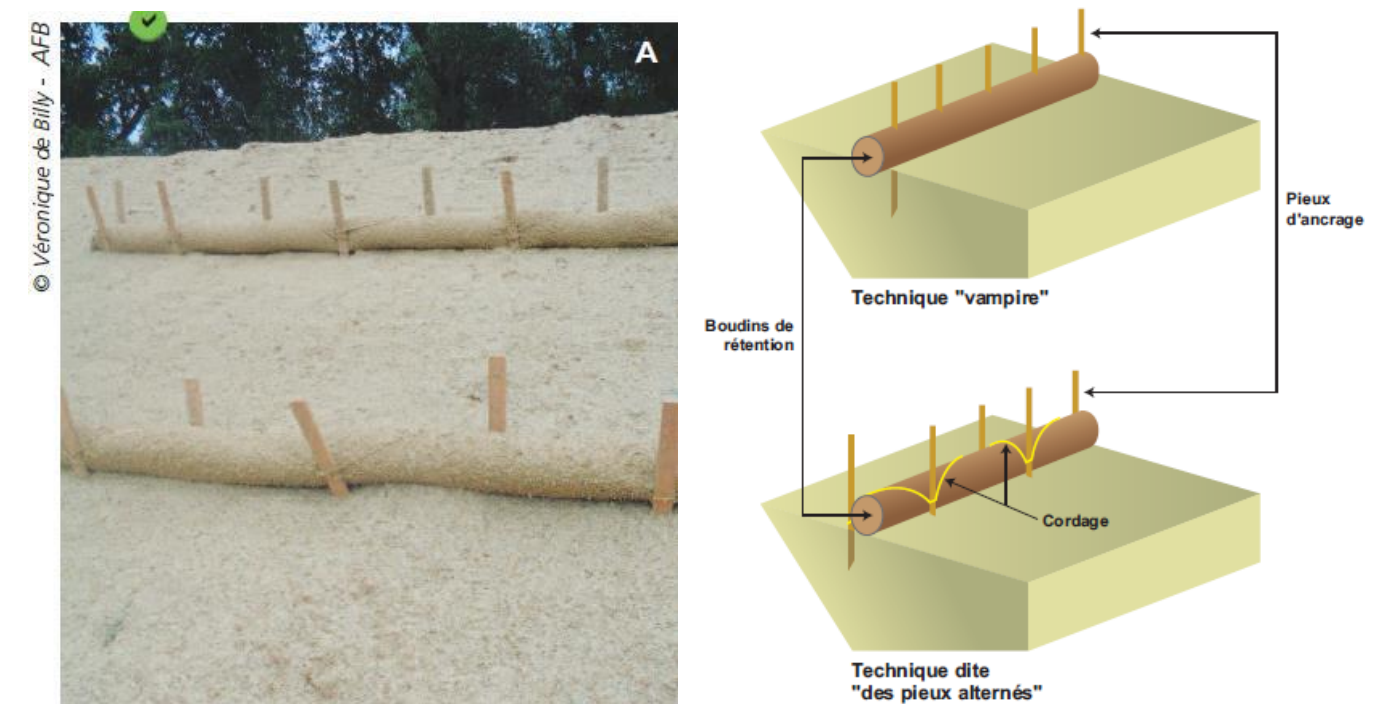 © Véronique de Billy - AFB
A
Pieux
d'ancrage
Technique "vampire"
Boudins de
rétention
Cordage
Technique dite
"des pieux alternés"